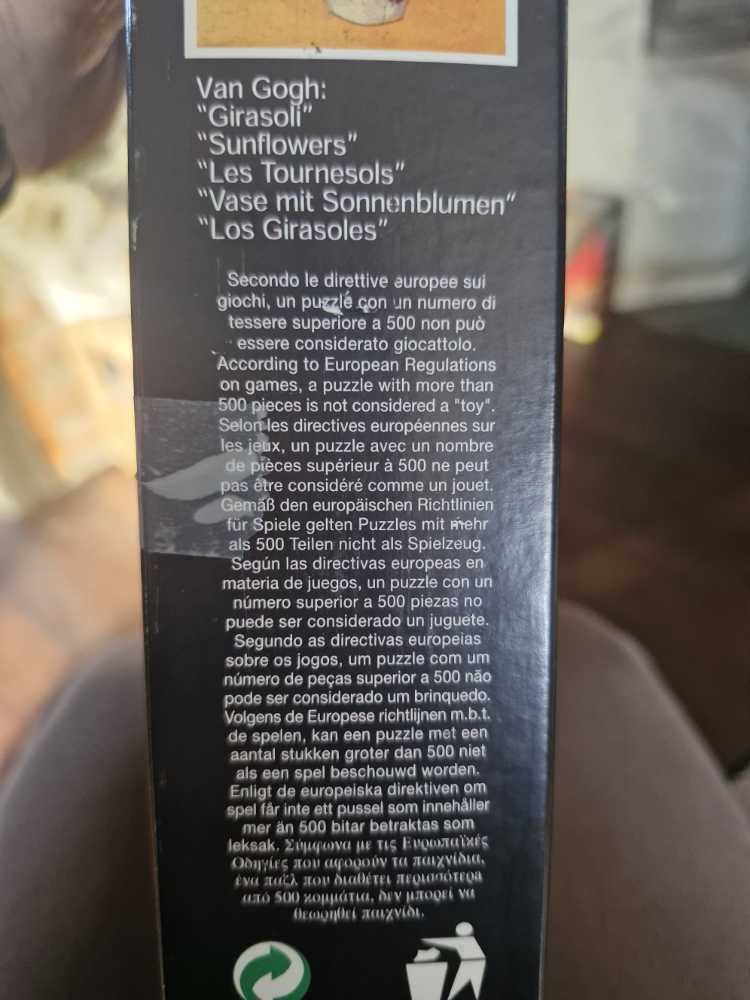 Van Gogh:
"Girasoli"
"Sunflowers"
"Les Tournesols"
"Vase mit Sonnenblumen"
"Los Girasoles"
Secondo le direttive europee sui
giochi, un puzzle con un numero di
tessere superiore a 500 non può
essere considerato giocattolo.
According to European Regulations
on games, a puzzle with more than
500 pieces is not considered a "toy".
Selon les directives européennes sur
les jeux, un puzzle avec un nombre
de pièces supérieur à 500 ne peut
pas être considéré comme un jouet.
Gemäß den europäischen Richtlinien
für Spiele gelten Puzzles mit mehr
als 500 Teilen nicht als Spielzeug.
Según las directivas europeas en
materia de juegos, un puzzle con un
número superior a 500 piezas no
puede ser considerado un juguete.
Segundo as directivas europeias
sobre os jogos, um puzzle com um
número de peças superior a 500 não
pode ser considerado um brinquedo.
Volgens de Europese richtlijnen m.b.t.
de spelen, kan een puzzle met een
aantal stukken groter dan 500 niet
als een spel beschouwd worden.
Enligt de europeiska direktiven om
spel får inte ett pussel som innehåller
mer än 500 bitar betraktas som
leksak. Σύμφωνα με τις Ευρωπαϊκές
Οδηγίες που αφορούν τα παιχνίδια,
ένα παζλ που διαθέτει περισσότερα
από 500 κομμάτια, δεν μπορεί να
θεωρηθεί παιχνίδι.